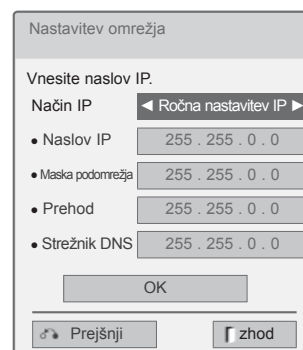 Nastavitev omrežja
Vnesite naslov IP.
Način IP ◄ Ročna nastavitev IP ►
• Naslov IP 255 . 255 . 0 . 0
• Maska podomrežja 255 . 255 . 0 . 0
• Prehod 255 . 255 . 0 . 0
• Strežnik DNS 255 . 255 . 0 . 0
OK
Prejšnji zhod